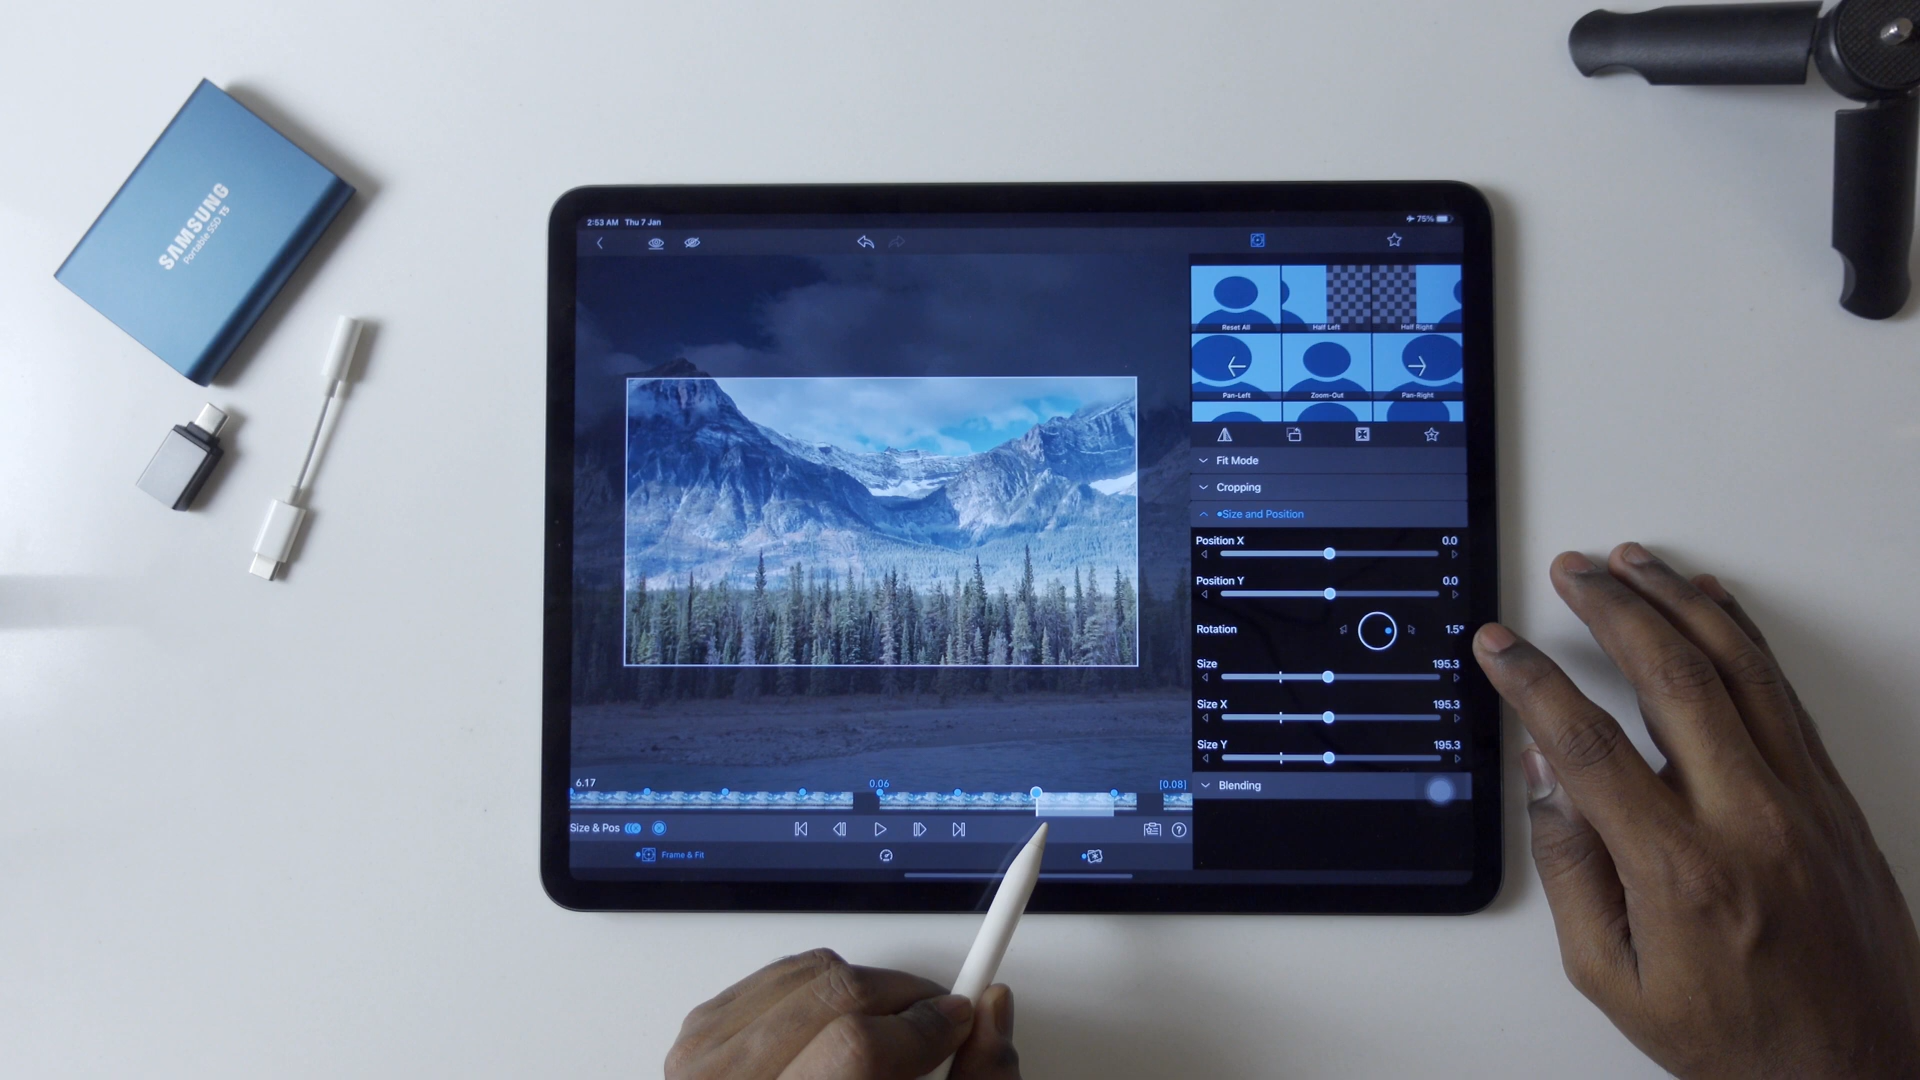 SAMSUNG
Portable SSD T5
2:53 AM Thu 7 Jan
75%
Reset All
Half Left
Half Right
Pan-Left
Zoom-Out
Pan-Right
Fit Mode
Cropping
Size and Position
Position X 0.0
Position Y 0.0
Rotation 1.5°
Size 195.3
Size X 195.3
Size Y 195.3
Blending
6.17
0.06
[0.08]
Size & Pos
?
Frame & Fit